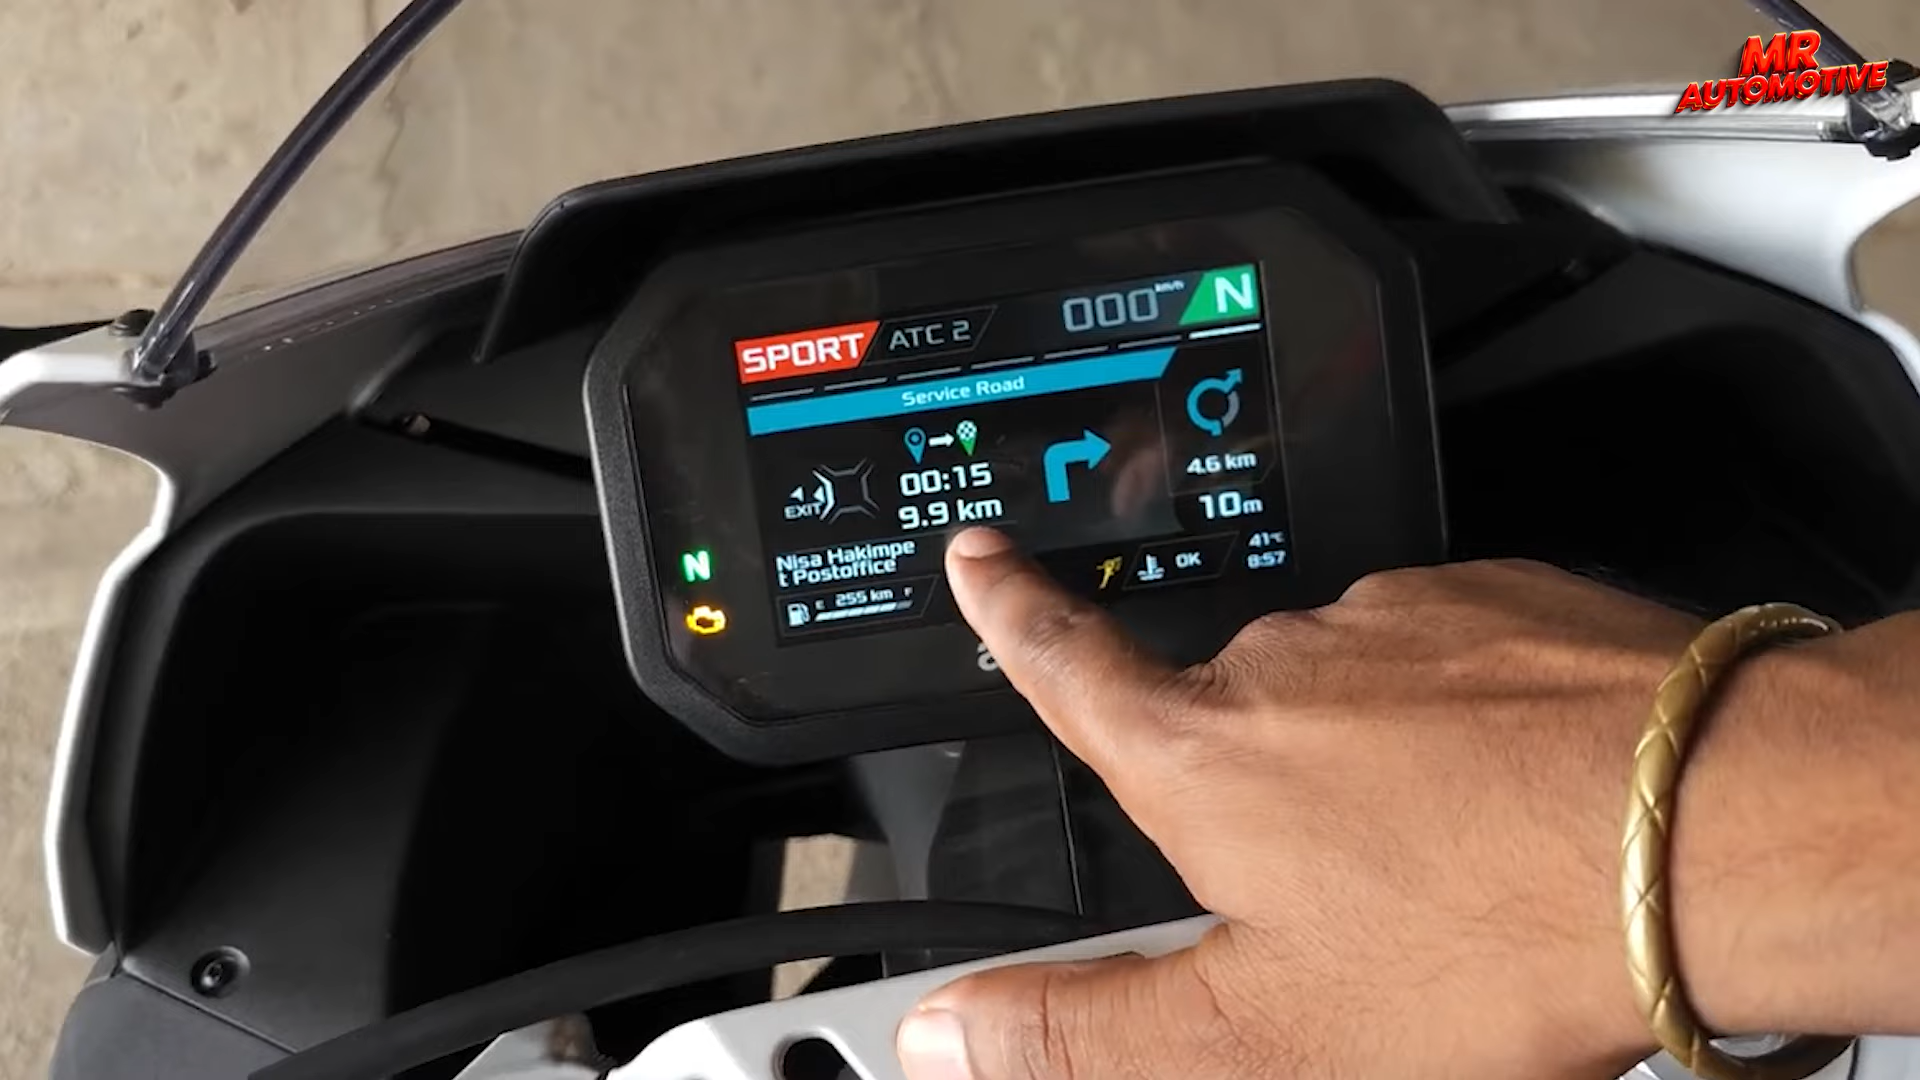 MR
AUTOMOTIVE
SPORT
ATC 2
000 km/h
N
Service Road
00:15
9.9 km
EXIT
4.6 km
10m
Nisa Hakimpe
t Postoffice
E 255 km F
OK
41°C
8:57
N